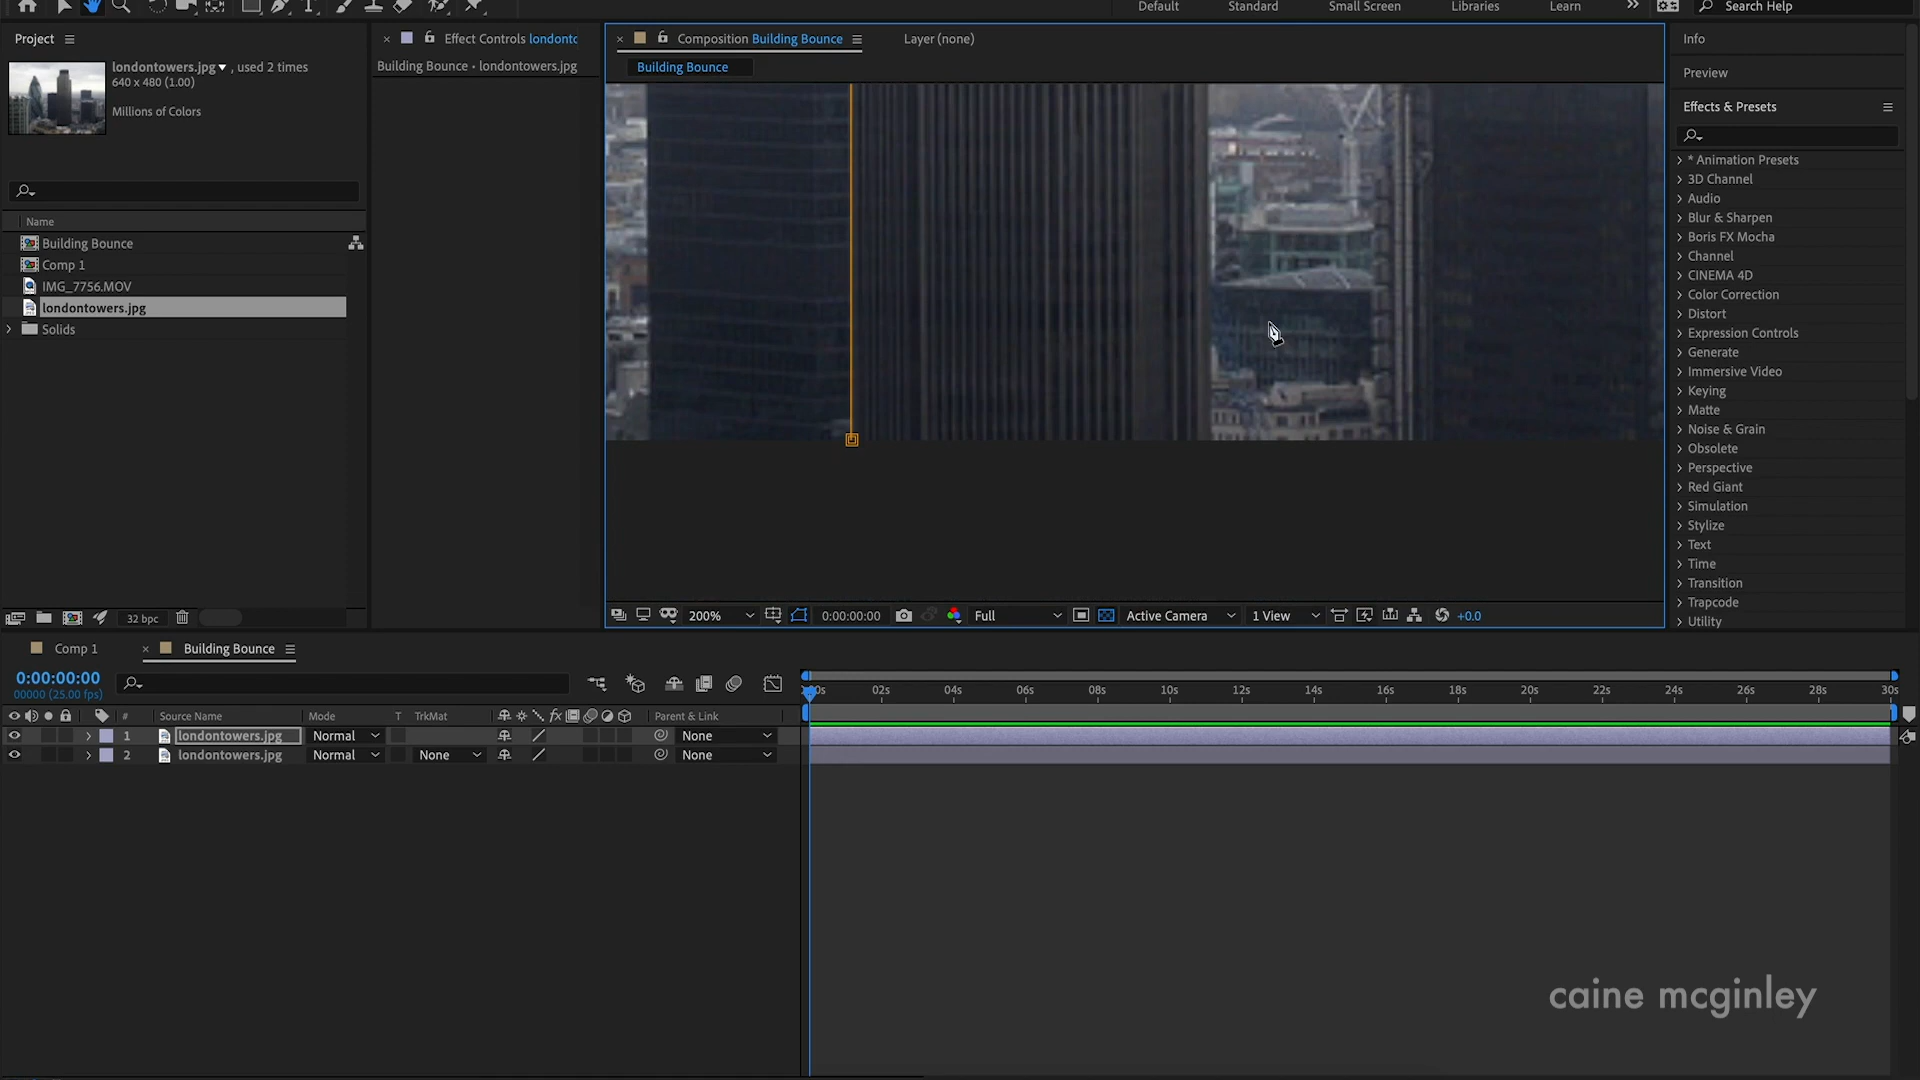 Default
Standard
Small Screen
Libraries
Learn
Search Help
Project
londontowers.jpg , used 2 times
640 x 480 (1.00)
Millions of Colors
Name
Building Bounce
Comp 1
IMG_7756.MOV
londontowers.jpg
Solids
32 bpc
Effect Controls londontc
Building Bounce • londontowers.jpg
Composition Building Bounce
Layer (none)
Building Bounce
200%
0:00:00:00
Full
Active Camera
1 View
+0.0
Info
Preview
Effects & Presets
* Animation Presets
3D Channel
Audio
Blur & Sharpen
Boris FX Mocha
Channel
CINEMA 4D
Color Correction
Distort
Expression Controls
Generate
Immersive Video
Keying
Matte
Noise & Grain
Obsolete
Perspective
Red Giant
Simulation
Stylize
Text
Time
Transition
Trapcode
Utility
Comp 1
Building Bounce
0:00:00:00
00000 (25.00 fps)
02s 04s 06s 08s 10s 12s 14s 16s 18s 20s 22s 24s 26s 28s 30s
# Source Name Mode T TrkMat fx Parent & Link
1 londontowers.jpg Normal None
2 londontowers.jpg Normal None None
caine mcginley